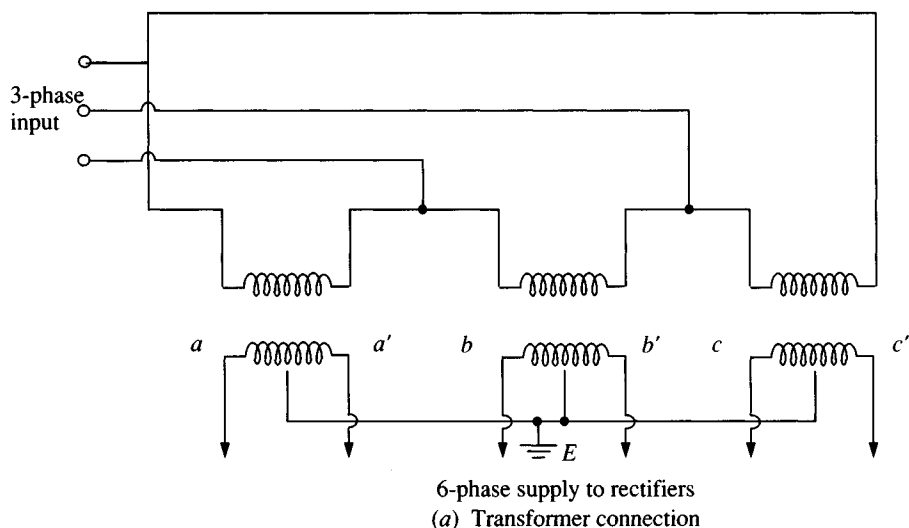 3-phase
input
a
a'
b
b'
c
c'
E
6-phase supply to rectifiers
(a) Transformer connection